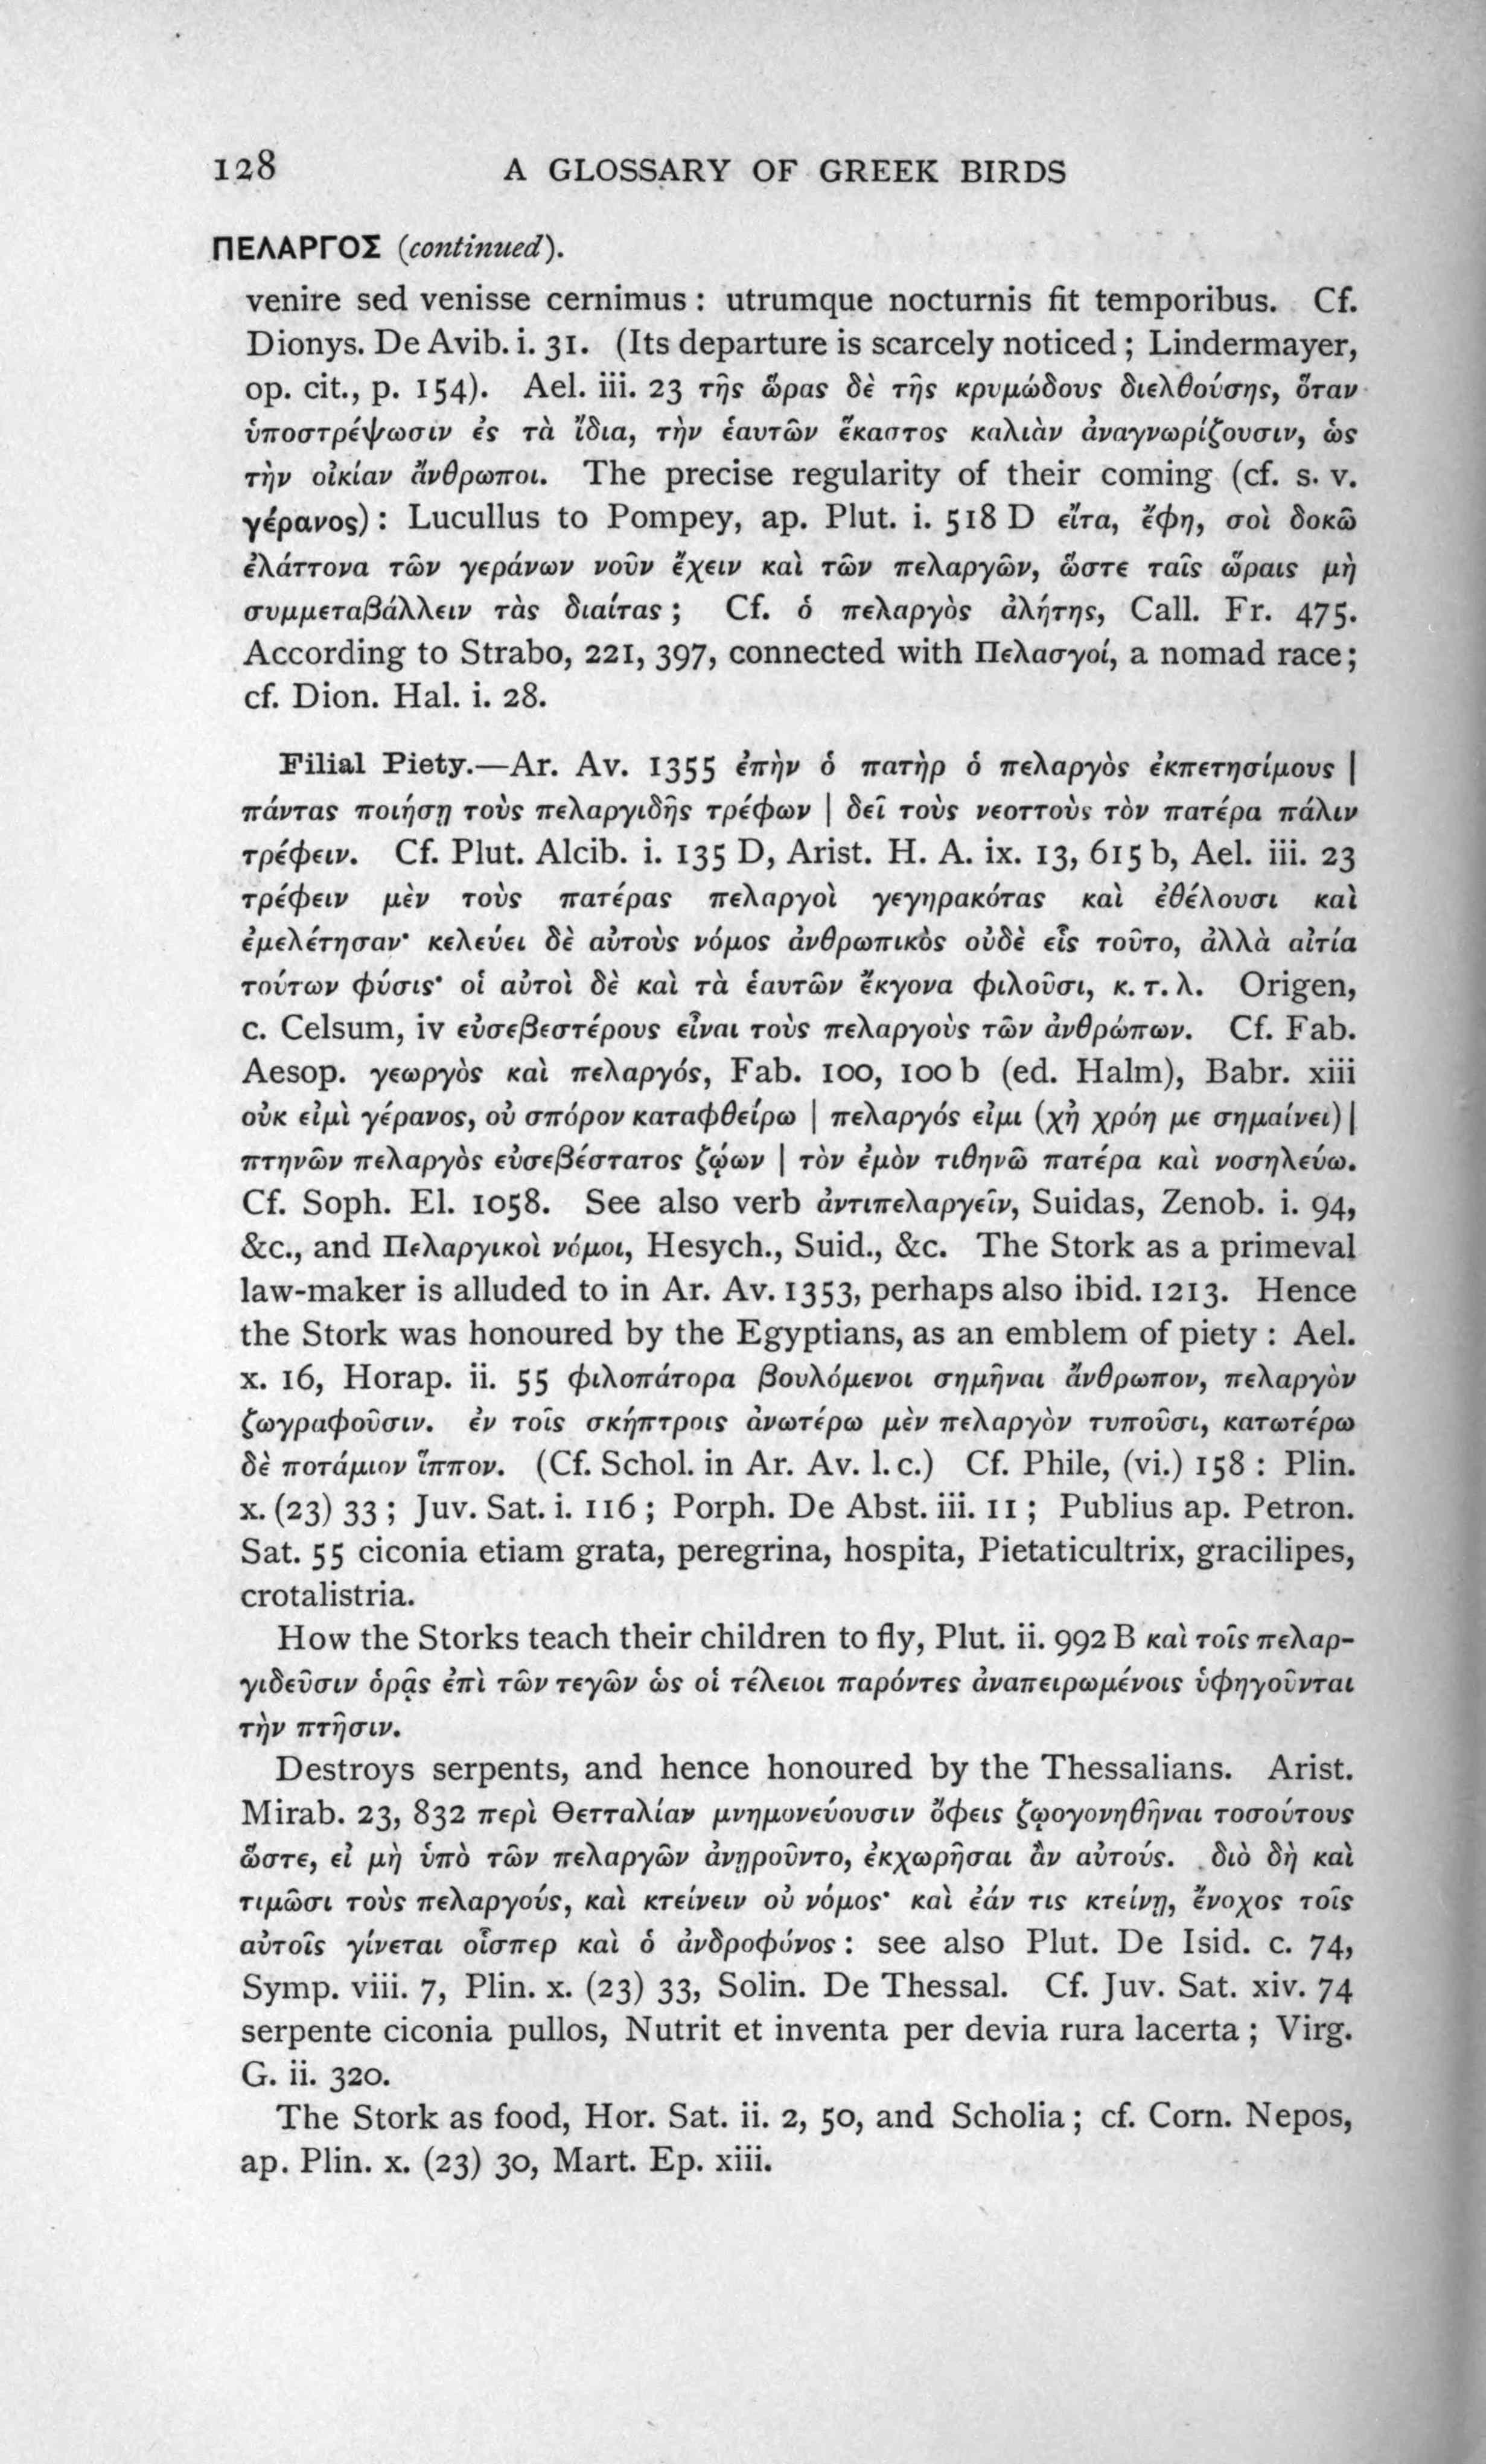 128 A GLOSSARY OF GREEK BIRDS
ΠΕΛΑΡΓΟΣ (continued).
venire sed venisse cernimus : utrumque nocturnis fit temporibus. Cf.
Dionys. De Avib. i. 31. (Its departure is scarcely noticed ; Lindermayer,
op. cit., p. 154). Ael. iii. 23 τῆς ὥρας δὲ τῆς κρυμώδους διελθούσης, ὅταν
ὑποστρέψωσιν ἐς τὰ ἴδια, τὴν ἑαυτῶν ἕκαστος καλιὰν ἀναγνωρίζουσιν, ὡς
τὴν οἰκίαν ἄνθρωποι. The precise regularity of their coming (cf. s. v.
γέρανος) : Lucullus to Pompey, ap. Plut. i. 518 D εἴτα, ἔφη, σοὶ δοκῶ
ἐλάττονα τῶν γεράνων νοῦν ἔχειν καὶ τῶν πελαργῶν, ὥστε ταῖς ὥραις μὴ
συμμεταβάλλειν τὰς διαίτας ; Cf. ὁ πελαργὸς ἀλήτης, Call. Fr. 475.
According to Strabo, 221, 397, connected with Πελασγοί, a nomad race ;
cf. Dion. Hal. i. 28.
Filial Piety.—Ar. Av. 1355 ἐπὴν ὁ πατὴρ ὁ πελαργὸς ἐκπετησίμους |
πάντας ποιήσῃ τοὺς πελαργιδῆς τρέφων | δεῖ τοὺς νεοττοὺς τὸν πατέρα πάλιν
τρέφειν. Cf. Plut. Alcib. i. 135 D, Arist. H. A. ix. 13, 615 b, Ael. iii. 23
τρέφειν μὲν τοὺς πατέρας πελαργοὶ γεγηρακότας καὶ ἐθέλουσι καὶ
ἐμελέτησαν· κελεύει δὲ αὐτοὺς νόμος ἀνθρωπικὸς οὐδὲ εἷς τοῦτο, ἀλλὰ αἰτία
τούτων φύσις· οἱ αὐτοὶ δὲ καὶ τὰ ἑαυτῶν ἔκγονα φιλοῦσι, κ. τ. λ. Origen,
c. Celsum, iv εὐσεβεστέρους εἶναι τοὺς πελαργοὺς τῶν ἀνθρώπων. Cf. Fab.
Aesop. γεωργὸς καὶ πελαργός, Fab. 100, 100 b (ed. Halm), Babr. xiii
οὐκ εἰμὶ γέρανος, οὐ σπόρον καταφθείρω | πελαργός εἰμι (χἠ χρόη με σημαίνει) |
πτηνῶν πελαργὸς εὐσεβέστατος ζῴων | τὸν ἐμὸν τιθηνῶ πατέρα καὶ νοσηλεύω.
Cf. Soph. El. 1058. See also verb ἀντιπελαργεῖν, Suidas, Zenob. i. 94,
&c., and Πελαργικοὶ νόμοι, Hesych., Suid., &c. The Stork as a primeval
law-maker is alluded to in Ar. Av. 1353, perhaps also ibid. 1213. Hence
the Stork was honoured by the Egyptians, as an emblem of piety : Ael.
x. 16, Horap. ii. 55 φιλοπάτορα βουλόμενοι σημῆναι ἄνθρωπον, πελαργὸν
ζωγραφοῦσιν. ἐν τοῖς σκήπτροις ἀνωτέρω μὲν πελαργὸν τυποῦσι, κατωτέρω
δὲ ποτάμιον ἵππον. (Cf. Schol. in Ar. Av. l. c.) Cf. Phile, (vi.) 158 : Plin.
x. (23) 33 ; Juv. Sat. i. 116 ; Porph. De Abst. iii. 11 ; Publius ap. Petron.
Sat. 55 ciconia etiam grata, peregrina, hospita, Pietaticultrix, gracilipes,
crotalistria.
How the Storks teach their children to fly, Plut. ii. 992 B καὶ τοῖς πελαρ-
γιδεῦσιν ὁρᾷς ἐπὶ τῶν τεγῶν ὡς οἱ τέλειοι παρόντες ἀναπειρωμένοις ὑφηγοῦνται
τὴν πτῆσιν.
Destroys serpents, and hence honoured by the Thessalians. Arist.
Mirab. 23, 832 περὶ Θετταλίαν μνημονεύουσιν ὄφεις ζῳογονηθῆναι τοσούτους
ὥστε, εἰ μὴ ὑπὸ τῶν πελαργῶν ἀνῃροῦντο, ἐκχωρῆσαι ἂν αὐτούς. διὸ δὴ καὶ
τιμῶσι τοὺς πελαργούς, καὶ κτείνειν οὐ νόμος· καὶ ἐάν τις κτείνῃ, ἔνοχος τοῖς
αὐτοῖς γίνεται οἷσπερ καὶ ὁ ἀνδροφόνος : see also Plut. De Isid. c. 74,
Symp. viii. 7, Plin. x. (23) 33, Solin. De Thessal. Cf. Juv. Sat. xiv. 74
serpente ciconia pullos, Nutrit et inventa per devia rura lacerta ; Virg.
G. ii. 320.
The Stork as food, Hor. Sat. ii. 2, 50, and Scholia ; cf. Corn. Nepos,
ap. Plin. x. (23) 30, Mart. Ep. xiii.